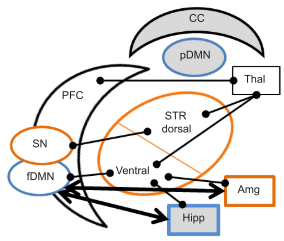 CC
pDMN
Thal
PFC
STR
dorsal
SN
Ventral
fDMN
Amg
Hipp